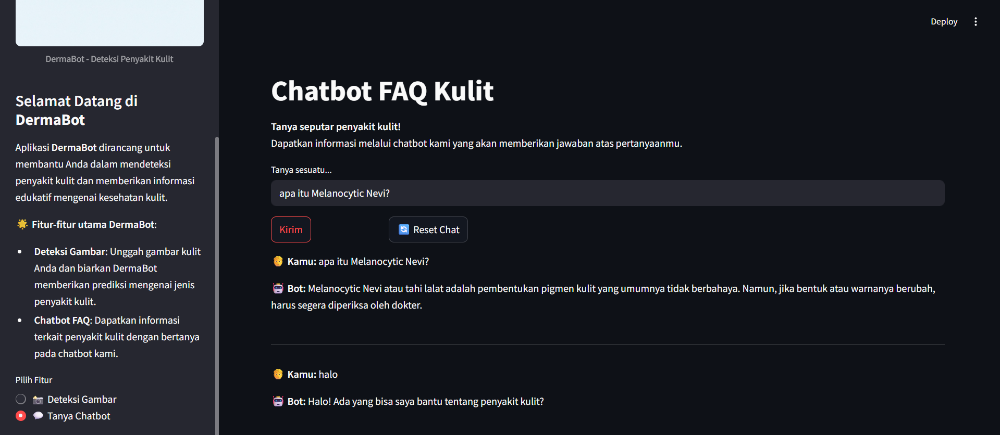 DermaBot - Deteksi Penyakit Kulit
Selamat Datang di
DermaBot
Aplikasi DermaBot dirancang untuk
membantu Anda dalam mendeteksi
penyakit kulit dan memberikan informasi
edukatif mengenai kesehatan kulit.
🌟 Fitur-fitur utama DermaBot:
• Deteksi Gambar: Unggah gambar kulit
Anda dan biarkan DermaBot
memberikan prediksi mengenai jenis
penyakit kulit.
• Chatbot FAQ: Dapatkan informasi
terkait penyakit kulit dengan bertanya
pada chatbot kami.
Pilih Fitur
📷 Deteksi Gambar
💬 Tanya Chatbot
Deploy
Chatbot FAQ Kulit
Tanya seputar penyakit kulit!
Dapatkan informasi melalui chatbot kami yang akan memberikan jawaban atas pertanyaanmu.
Tanya sesuatu...
apa itu Melanocytic Nevi?
Kirim
🔄 Reset Chat
🧑 Kamu: apa itu Melanocytic Nevi?
🤖 Bot: Melanocytic Nevi atau tahi lalat adalah pembentukan pigmen kulit yang umumnya tidak berbahaya. Namun, jika bentuk atau warnanya berubah,
harus segera diperiksa oleh dokter.
🧑 Kamu: halo
🤖 Bot: Halo! Ada yang bisa saya bantu tentang penyakit kulit?